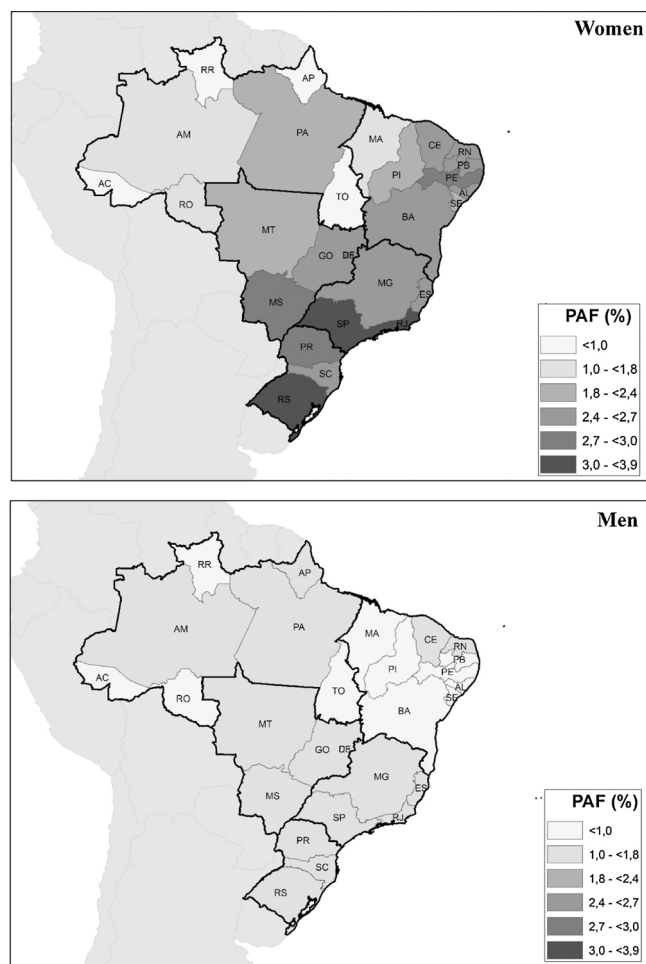 Women
RR
AP
AM
PA
MA
CE
RN
PB
PI
PE
AC
TO
AL
SE
RO
BA
MT
GO
DF
MG
MS
ES
SP
RJ
PR
SC
RS
PAF (%)
<1,0
1,0 - <1,8
1,8 - <2,4
2,4 - <2,7
2,7 - <3,0
3,0 - <3,9
Men
RR
AP
AM
PA
MA
CE
RN
PB
PI
PE
AC
TO
AL
SE
RO
BA
MT
GO
DF
MG
MS
ES
SP
RJ
PR
SC
RS
PAF (%)
<1,0
1,0 - <1,8
1,8 - <2,4
2,4 - <2,7
2,7 - <3,0
3,0 - <3,9